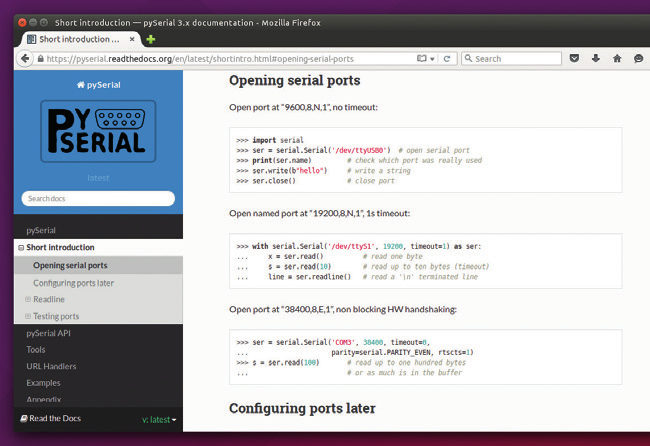 Short introduction — pySerial 3.x documentation - Mozilla Firefox
Short introduction ...
https://pyserial.readthedocs.org/en/latest/shortintro.html#opening-serial-ports
Search
pySerial
PY
SERIAL
latest
Search docs
pySerial
Short introduction
Opening serial ports
Configuring ports later
Readline
Testing ports
pySerial API
Tools
URL Handlers
Examples
Appendix
Read the Docs
v: latest
Opening serial ports
Open port at "9600,8,N,1", no timeout:
>>> import serial
>>> ser = serial.Serial('/dev/ttyUSB0')  # open serial port
>>> print(ser.name)         # check which port was really used
>>> ser.write(b"hello")     # write a string
>>> ser.close()             # close port
Open named port at "19200,8,N,1", 1s timeout:
>>> with serial.Serial('/dev/ttyS1', 19200, timeout=1) as ser:
...     x = ser.read()          # read one byte
...     s = ser.read(10)        # read up to ten bytes (timeout)
...     line = ser.readline()   # read a '\n' terminated line
Open port at "38400,8,E,1", non blocking HW handshaking:
>>> ser = serial.Serial('COM3', 38400, timeout=0,
...                     parity=serial.PARITY_EVEN, rtscts=1)
>>> s = ser.read(100)       # read up to one hundred bytes
...                         # or as much is in the buffer
Configuring ports later